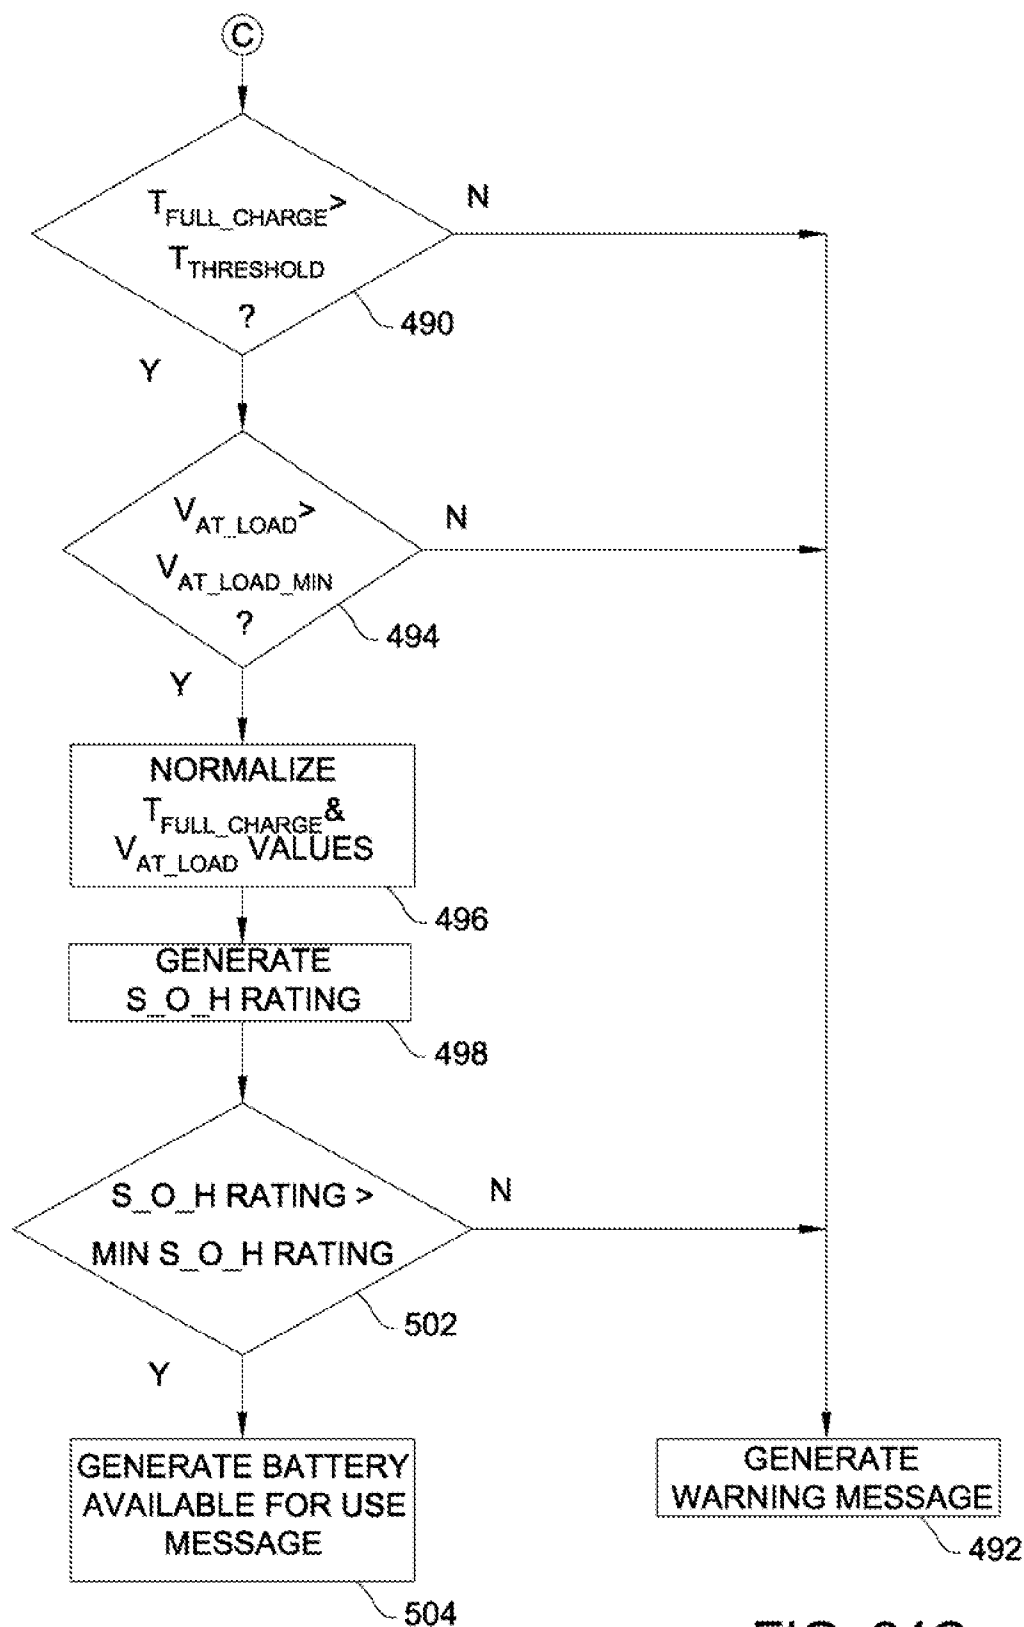 C
T_FULL_CHARGE>
T_THRESHOLD
?
N
490
Y
V_AT_LOAD>
V_AT_LOAD_MIN
?
N
494
Y
NORMALIZE
T_FULL_CHARGE&
V_AT_LOAD VALUES
496
GENERATE
S_O_H RATING
498
S_O_H RATING >
MIN S_O_H RATING
N
502
Y
GENERATE BATTERY
AVAILABLE FOR USE
MESSAGE
504
GENERATE
WARNING MESSAGE
492